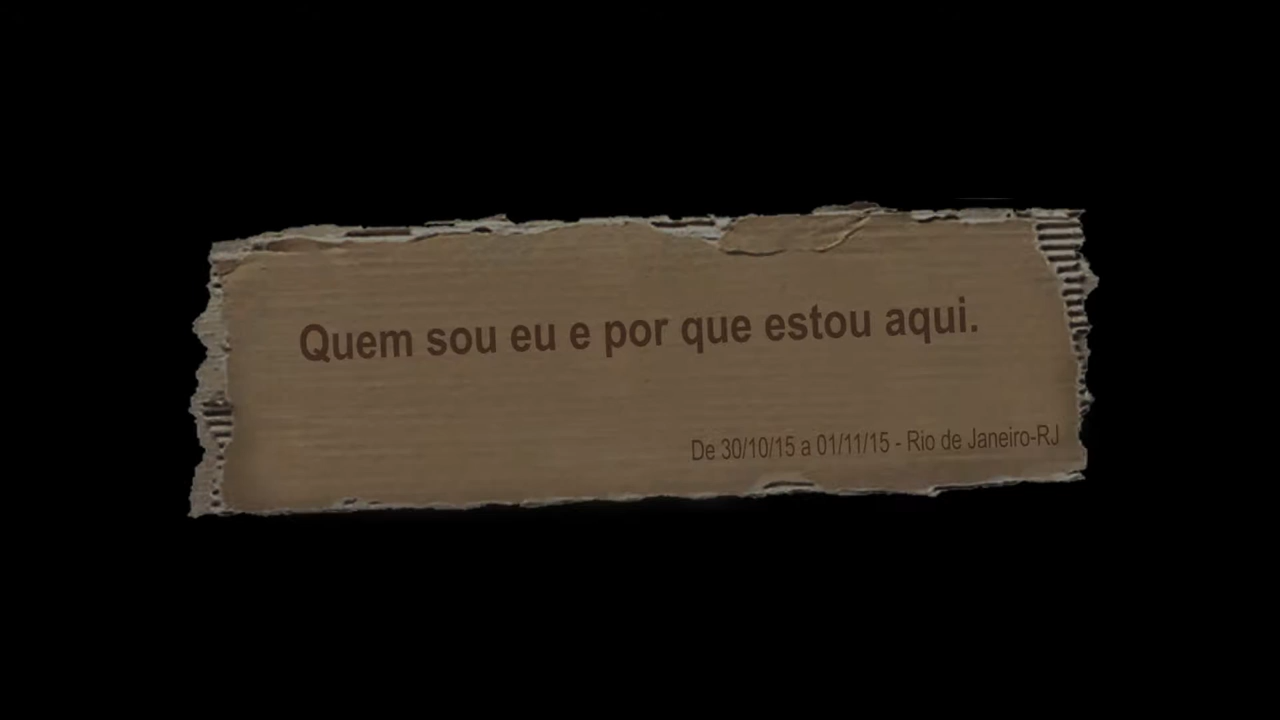 Quem sou eu e por que estou aqui.
De 30/10/15 a 01/11/15 - Rio de Janeiro-RJ